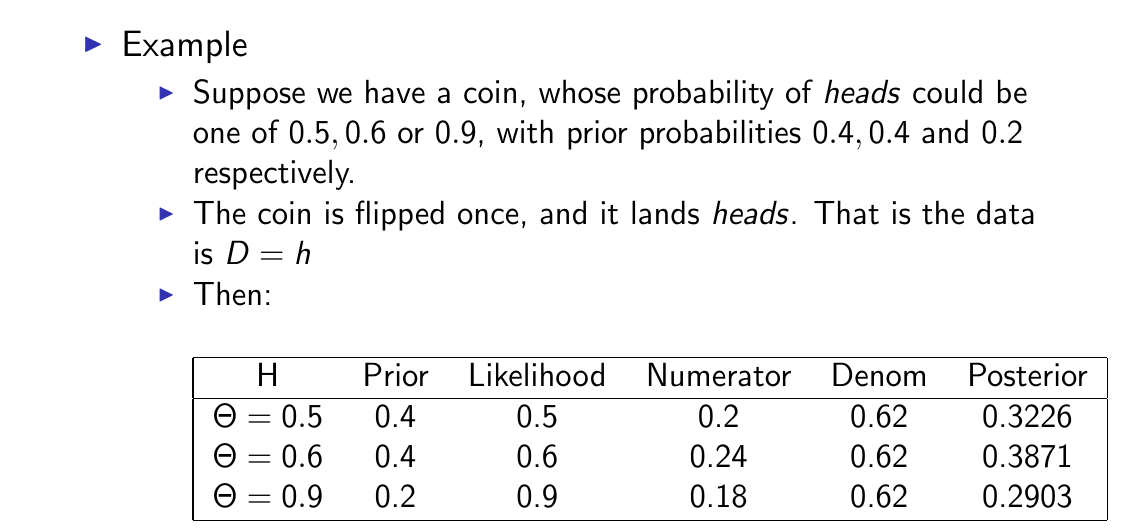 Example
Suppose we have a coin, whose probability of heads could be
one of 0.5, 0.6 or 0.9, with prior probabilities 0.4, 0.4 and 0.2
respectively.
The coin is flipped once, and it lands heads. That is the data
is D = h
Then:
H Prior Likelihood Numerator Denom Posterior
Θ = 0.5 0.4 0.5 0.2 0.62 0.3226
Θ = 0.6 0.4 0.6 0.24 0.62 0.3871
Θ = 0.9 0.2 0.9 0.18 0.62 0.2903